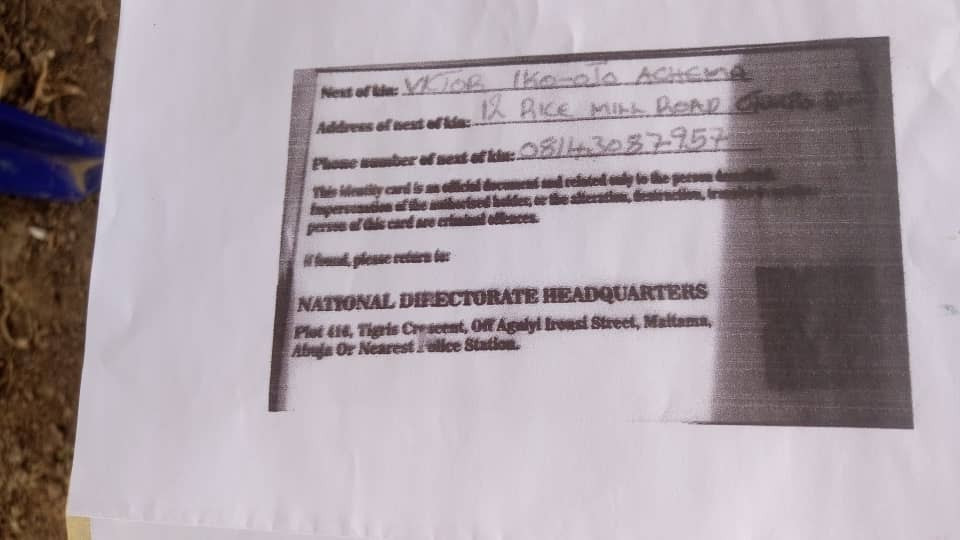 Next of kin: VICTOR IKO-OJO ACHEMA
Address of next of kin: 12 RICE MILL ROAD
Phone number of next of kin: 08143087957
This identity card is an official document and related only to the person
Impersonation of the authorised holder, or the alteration, destruction,
person of this card are criminal offences.
If found, please return to:
NATIONAL DIRECTORATE HEADQUARTERS
Plot 416, Tigris Crescent, Off Aguiyi Ironsi Street, Maitama,
Abuja Or Nearest Police Station.